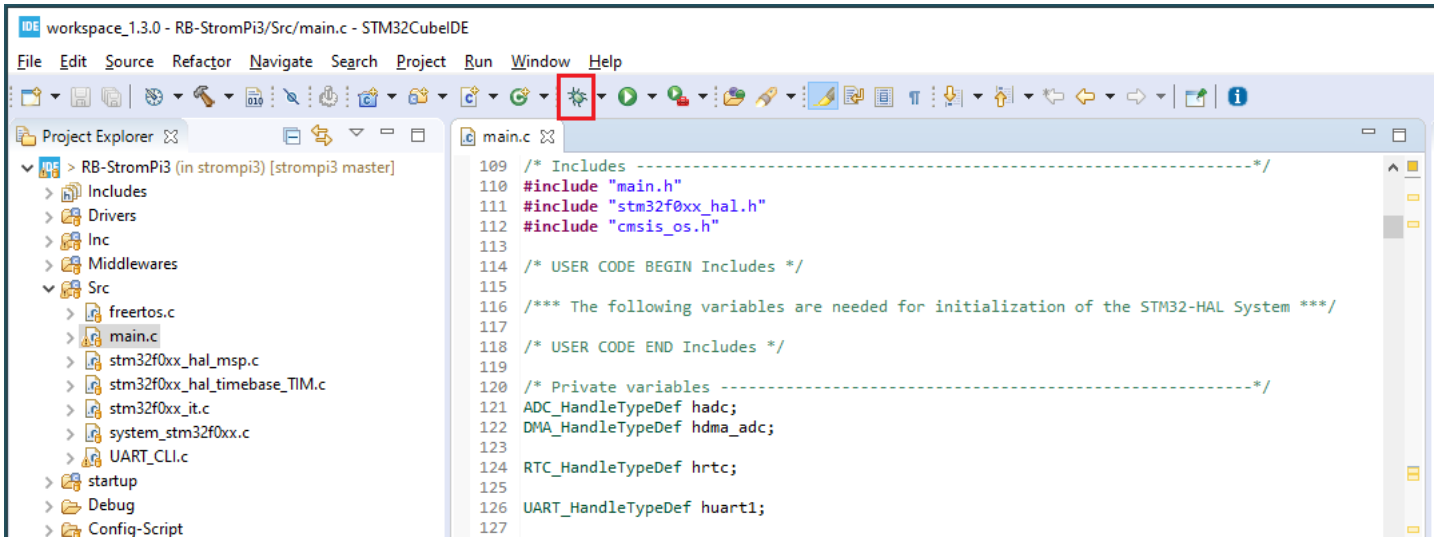 IDE workspace_1.3.0 - RB-StromPi3/Src/main.c - STM32CubeIDE
File Edit Source Refactor Navigate Search Project Run Window Help
010
Project Explorer
IDE > RB-StromPi3 (in strompi3) [strompi3 master]
Includes
Drivers
Inc
Middlewares
Src
freertos.c
main.c
stm32f0xx_hal_msp.c
stm32f0xx_hal_timebase_TIM.c
stm32f0xx_it.c
system_stm32f0xx.c
UART_CLI.c
startup
Debug
Config-Script
main.c
109 /* Includes ------------------------------------------------------------------*/
110 #include "main.h"
111 #include "stm32f0xx_hal.h"
112 #include "cmsis_os.h"
113
114 /* USER CODE BEGIN Includes */
115
116 /*** The following variables are needed for initialization of the STM32-HAL System ***/
117
118 /* USER CODE END Includes */
119
120 /* Private variables ---------------------------------------------------------*/
121 ADC_HandleTypeDef hadc;
122 DMA_HandleTypeDef hdma_adc;
123
124 RTC_HandleTypeDef hrtc;
125
126 UART_HandleTypeDef huart1;
127